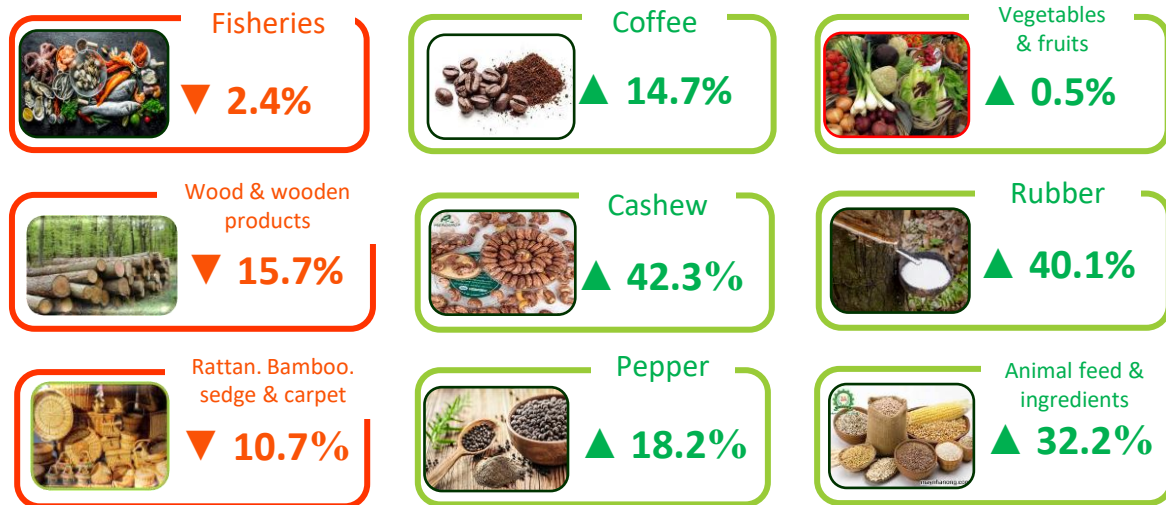 Fisheries
▼ 2.4%
Coffee
▲ 14.7%
Vegetables
& fruits
▲ 0.5%
Wood & wooden
products
▼ 15.7%
Cashew
▲ 42.3%
Rubber
▲ 40.1%
Rattan. Bamboo.
sedge & carpet
▼ 10.7%
Pepper
▲ 18.2%
Animal feed &
ingredients
▲ 32.2%